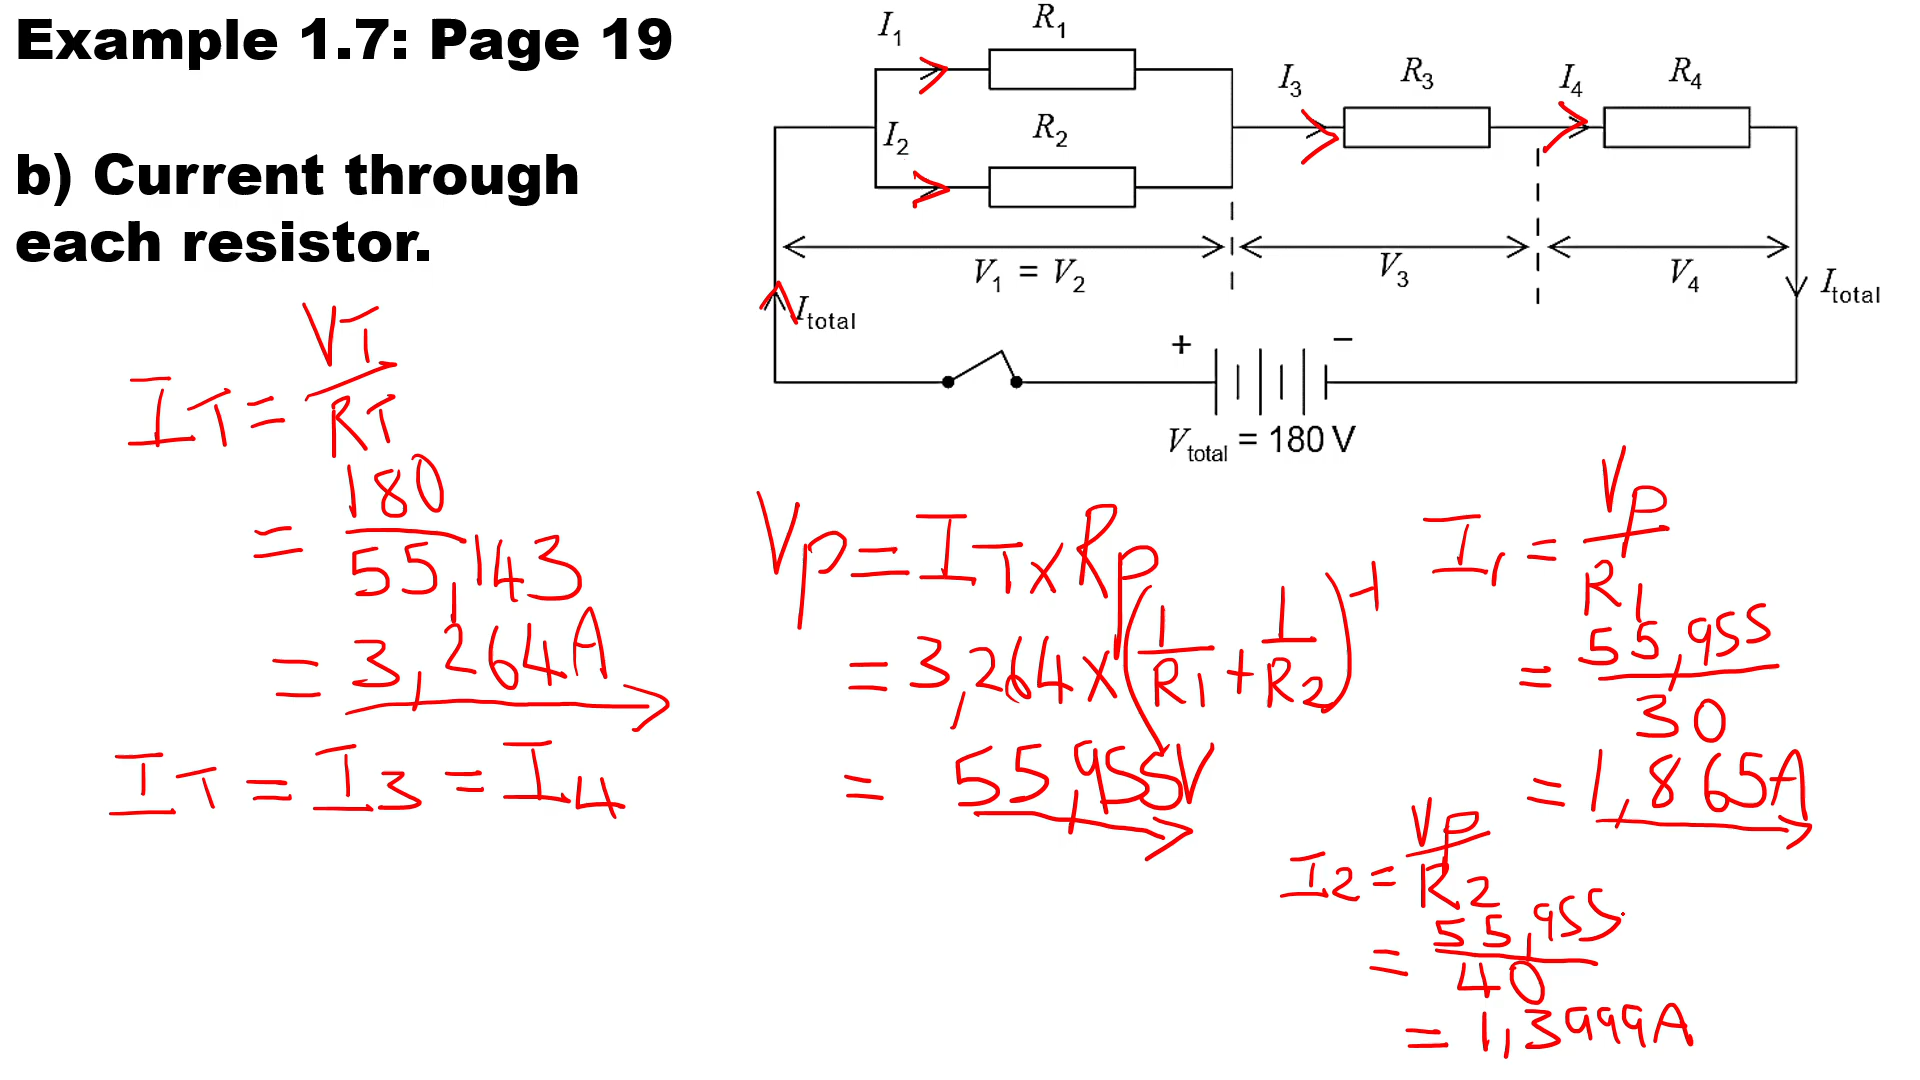 Example 1.7: Page 19
b) Current through
each resistor.
I1 R1
I2 R2
I3 R3 I4 R4
V1 = V2 V3 V4
Itotal Itotal
+ −
Vtotal = 180 V
IT = VT/RT
= 180/55,143
= 3,264A
IT = I3 = I4
Vp = IT x Rp
= 3,264 x (1/R1 + 1/R2)-1
= 55,955V
I1 = Vp/R1
= 55,955/30
= 1,865A
I2 = Vp/R2
= 55,955/40
= 1,3999A